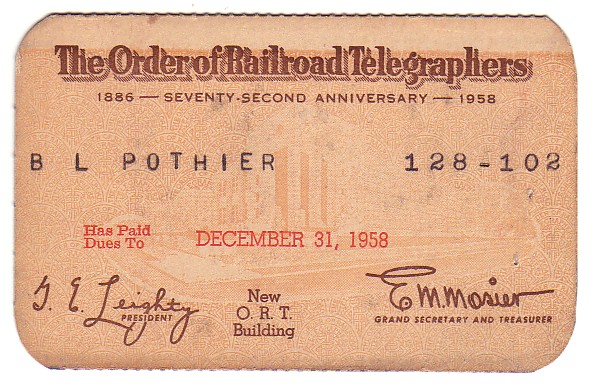 The Order of Railroad Telegraphers
1886 — SEVENTY-SECOND ANNIVERSARY — 1958
B L POTHIER 128-102
Has Paid
Dues To DECEMBER 31, 1958
G. E. Leighty
PRESIDENT
New
O. R. T.
Building
E M. Mosier
GRAND SECRETARY AND TREASURER